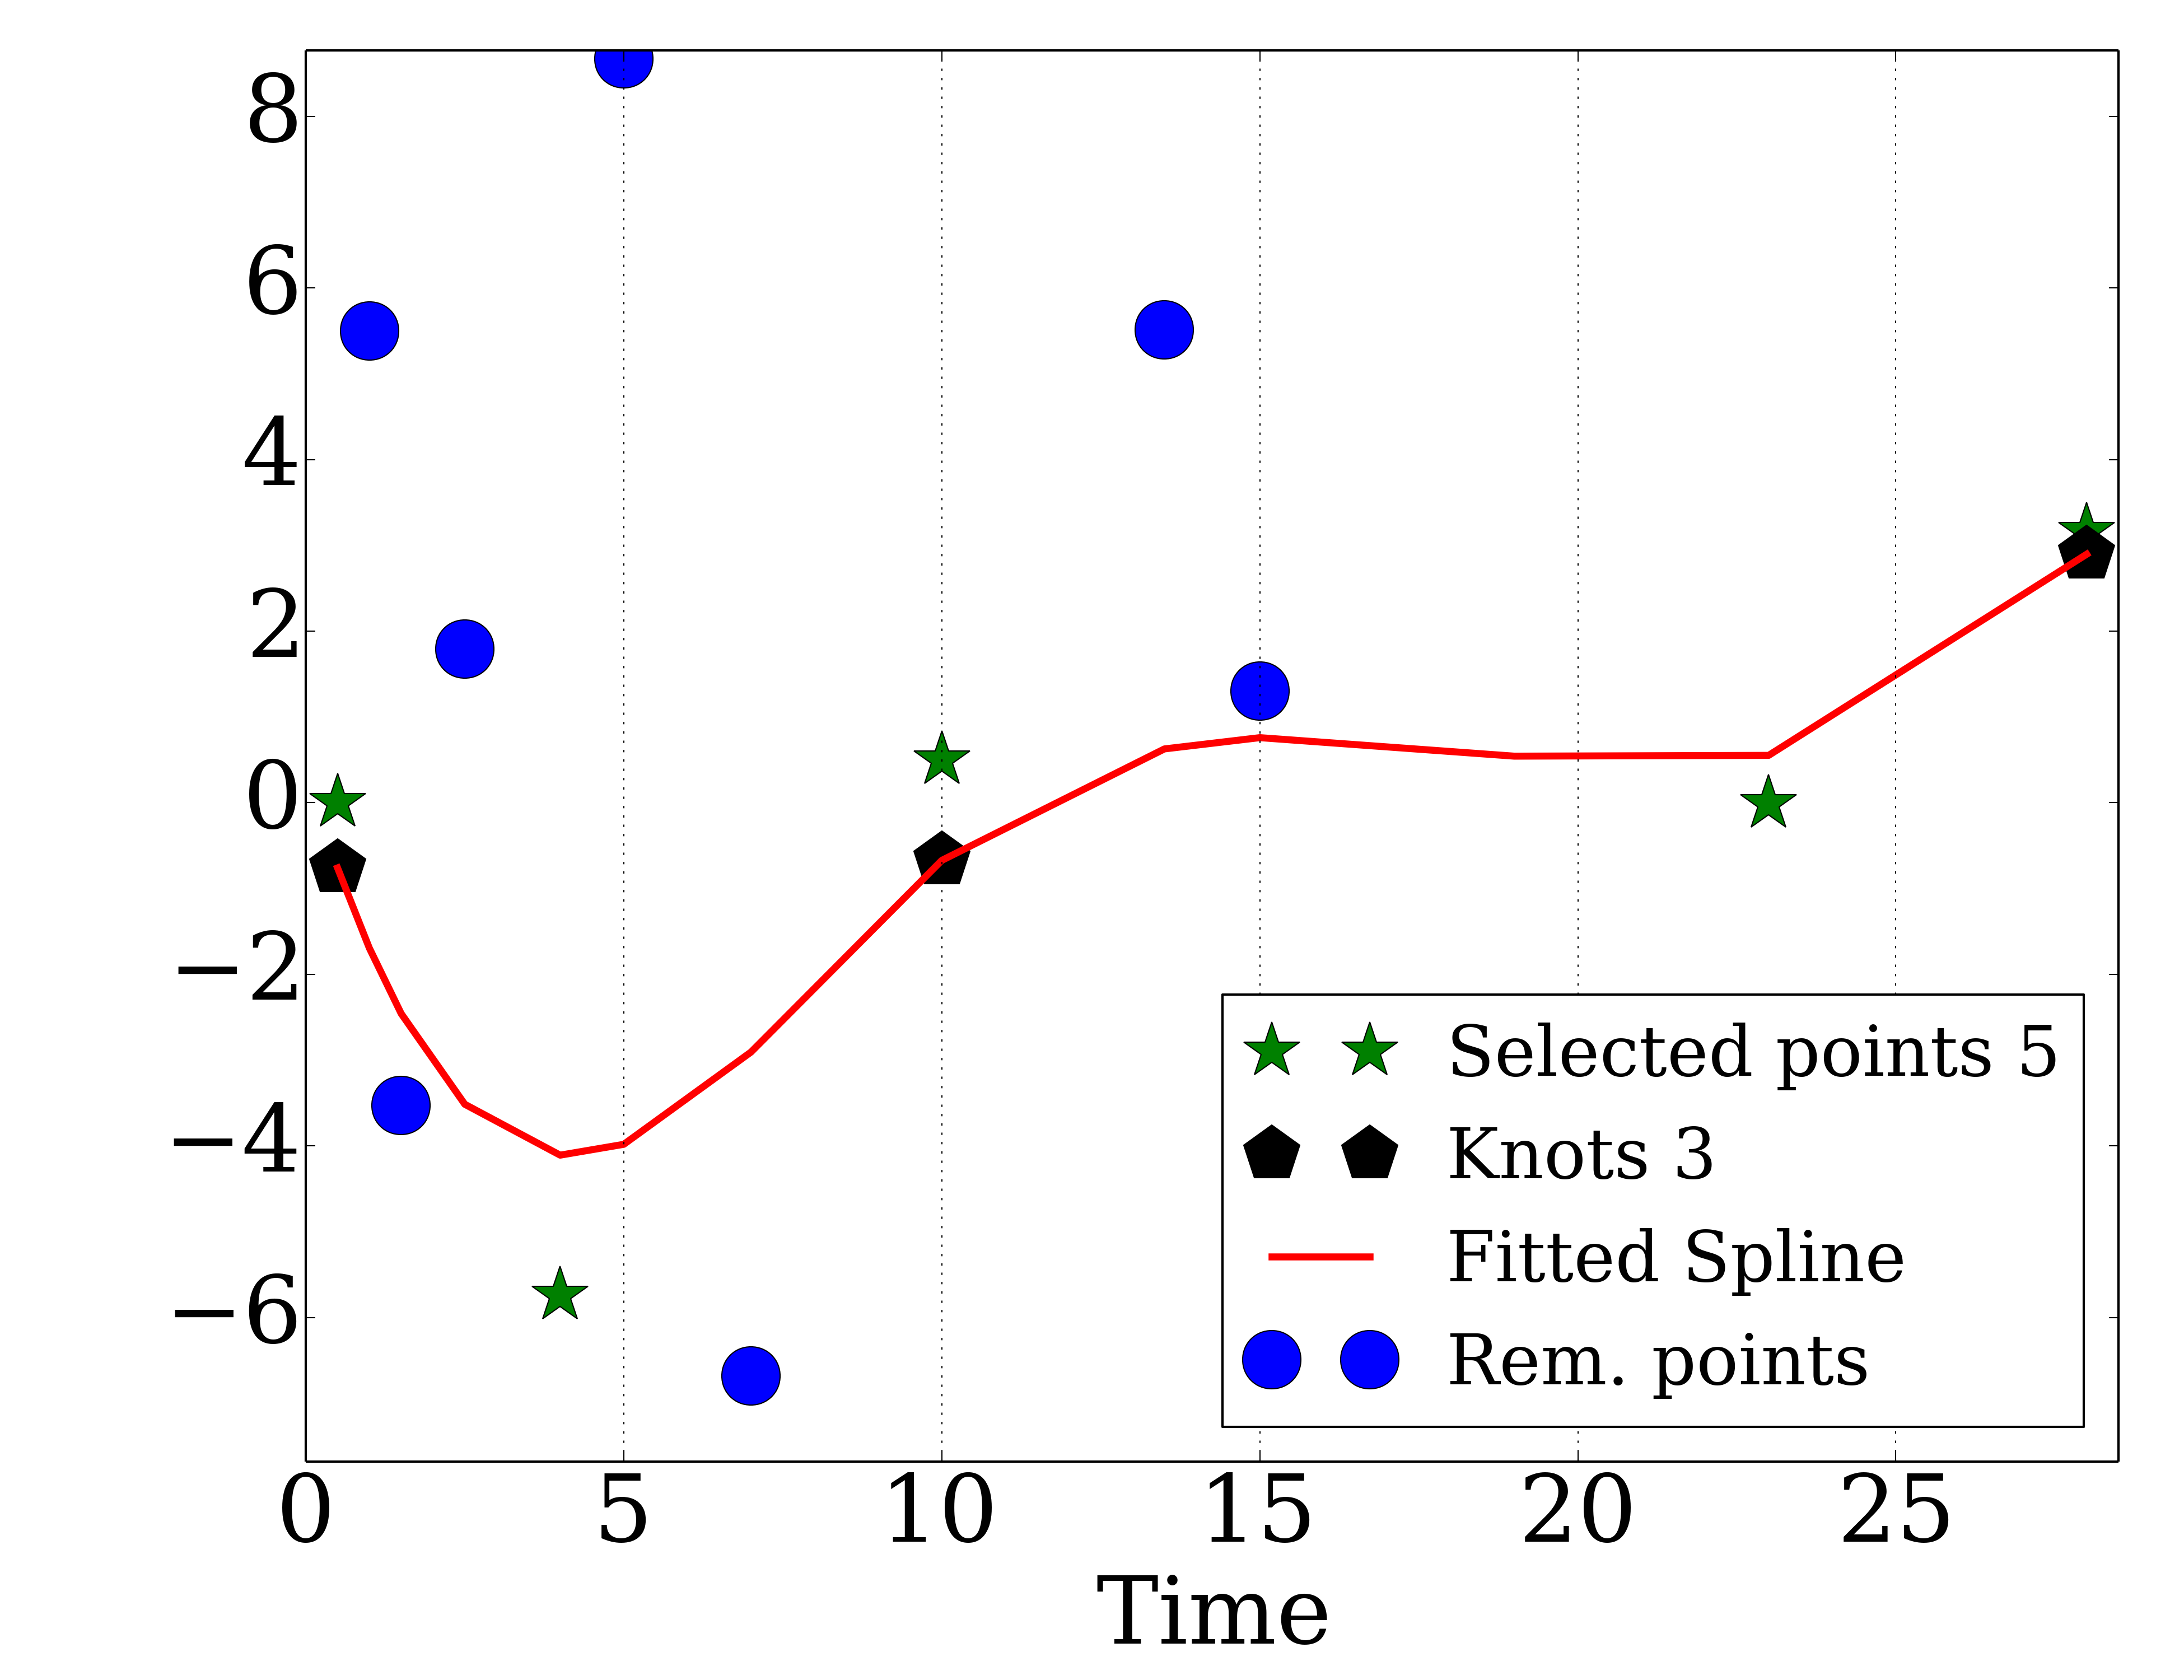 8
6
4
2
0
−2
−4
−6
Selected points 5
Knots 3
Fitted Spline
Rem. points
0 5 10 15 20 25
Time